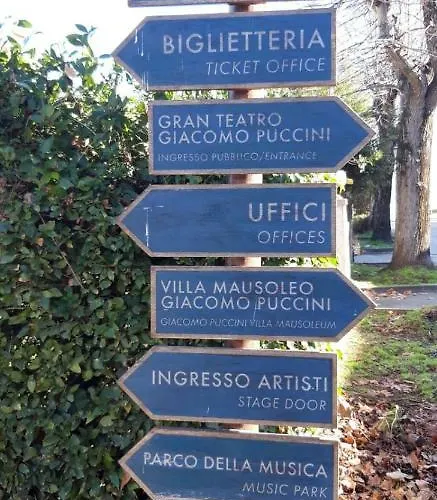 BIGLIETTERIA
TICKET OFFICE
GRAN TEATRO
GIACOMO PUCCINI
INGRESSO PUBBLICO/ENTRANCE
UFFICI
OFFICES
VILLA MAUSOLEO
GIACOMO PUCCINI
GIACOMO PUCCINI VILLA MAUSOLEUM
INGRESSO ARTISTI
STAGE DOOR
PARCO DELLA MUSICA
MUSIC PARK